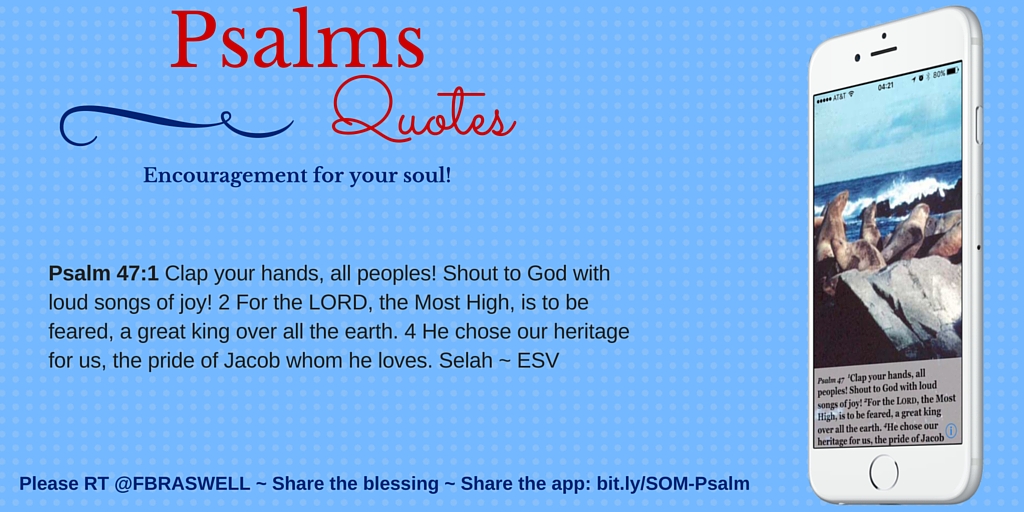 Psalms
Quotes
Encouragement for your soul!
Psalm 47:1 Clap your hands, all peoples! Shout to God with
loud songs of joy! 2 For the LORD, the Most High, is to be
feared, a great king over all the earth. 4 He chose our heritage
for us, the pride of Jacob whom he loves. Selah ~ ESV
Please RT @FBRASWELL ~ Share the blessing ~ Share the app: bit.ly/SOM-Psalm
AT&T 04:21 80%
Psalm 47 ¹Clap your hands, all
peoples! Shout to God with loud
songs of joy! ²For the LORD, the Most
High, is to be feared, a great king
over all the earth. ⁴He chose our
heritage for us, the pride of Jacob